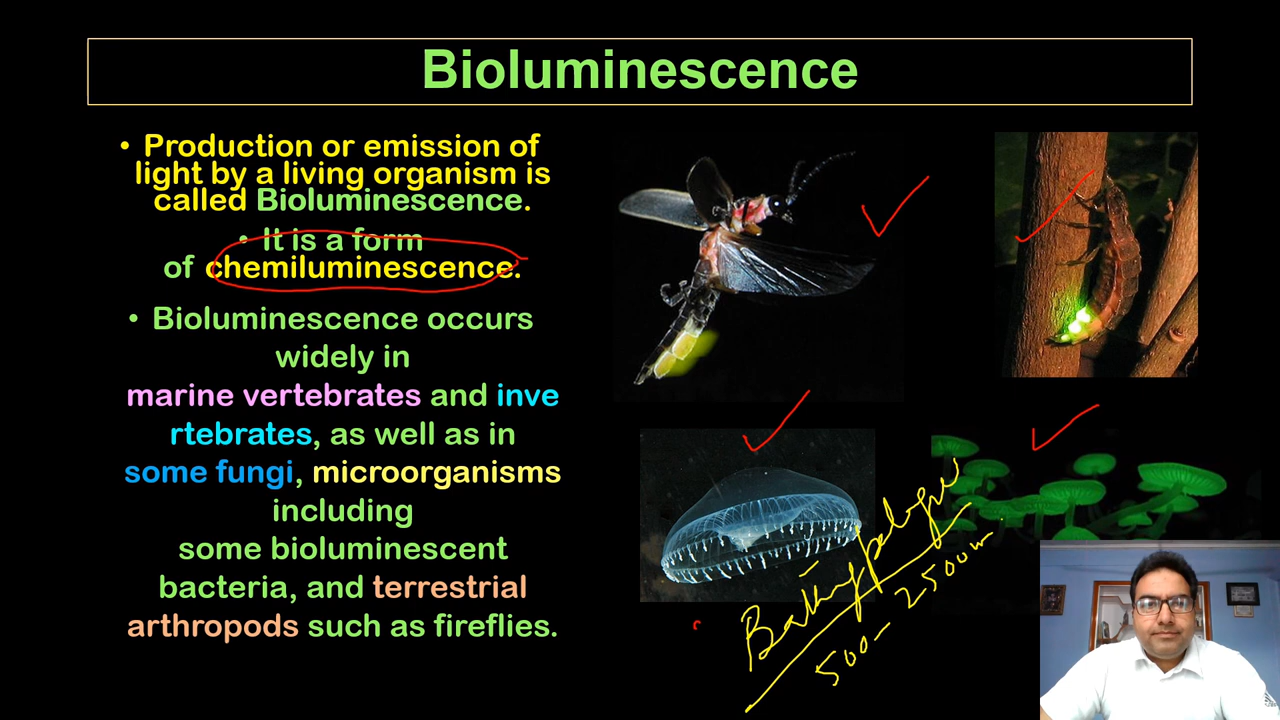 Bioluminescence
• Production or emission of
light by a living organism is
called Bioluminescence.
• It is a form
of chemiluminescence.
• Bioluminescence occurs
widely in
marine vertebrates and inve
rtebrates, as well as in
some fungi, microorganisms
including
some bioluminescent
bacteria, and terrestrial
arthropods such as fireflies.
500 - 2500m